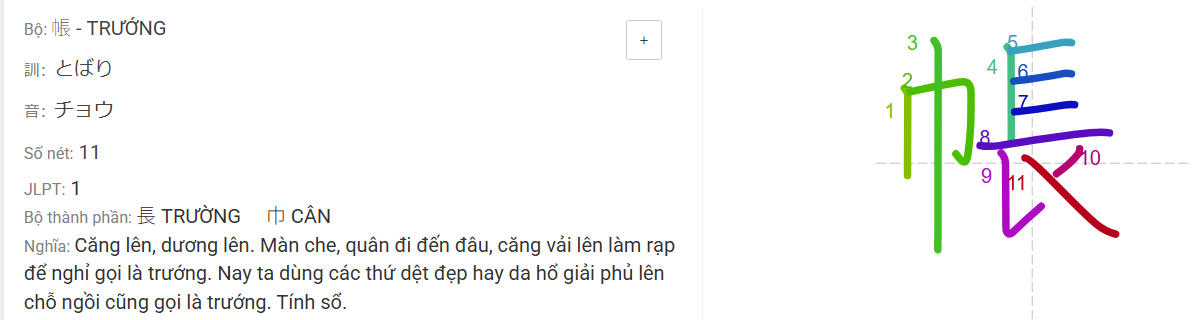 Bộ: 帳 - TRƯỚNG
+
訓: とばり
音: チョウ
Số nét: 11
JLPT: 1
Bộ thành phần: 長 TRƯỜNG 巾 CÂN
Nghĩa: Căng lên, dương lên. Màn che, quân đi đến đâu, căng vải lên làm rạp
để nghỉ gọi là trướng. Nay ta dùng các thứ dệt đẹp hay da hổ giải phủ lên
chỗ ngồi cũng gọi là trướng. Tính sổ.
帳
1
2
3
4
5
6
7
8
9
10
11